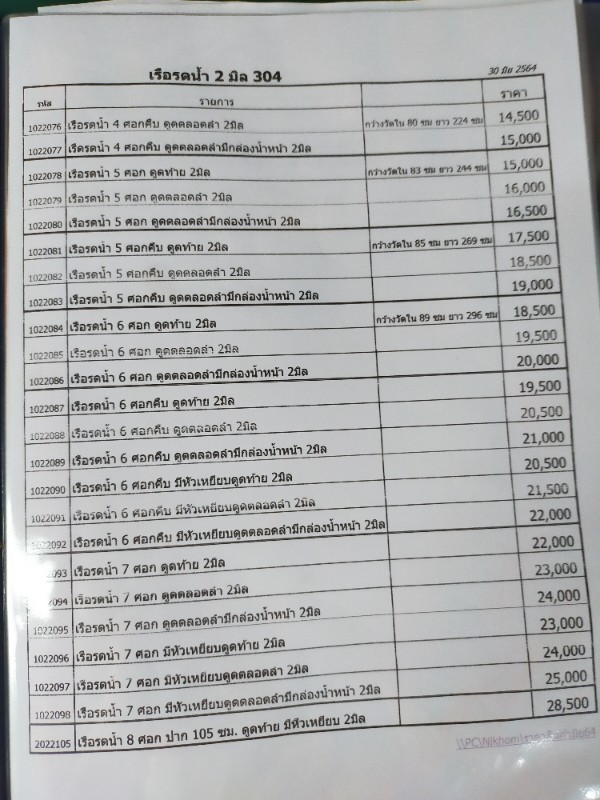 เรือรดน้ำ 2 มิล 304
30 มิย 2564
รหัส รายการ ราคา
1022076 เรือรดน้ำ 4 ศอกคืบ ดูดตลอดลำ 2มิล กว้างวัดใน 80 ซม ยาว 224 ซม 14,500
1022077 เรือรดน้ำ 4 ศอกคืบ ดูดตลอดลำมีกล่องน้ำหน้า 2มิล 15,000
1022078 เรือรดน้ำ 5 ศอก ดูดท้าย 2มิล กว้างวัดใน 83 ซม ยาว 244 ซม 15,000
1022079 เรือรดน้ำ 5 ศอก ดูดตลอดลำ 2มิล 16,000
1022080 เรือรดน้ำ 5 ศอก ดูดตลอดลำมีกล่องน้ำหน้า 2มิล 16,500
1022081 เรือรดน้ำ 5 ศอกคืบ ดูดท้าย 2มิล กว้างวัดใน 85 ซม ยาว 269 ซม 17,500
1022082 เรือรดน้ำ 5 ศอกคืบ ดูดตลอดลำ 2มิล 18,500
1022083 เรือรดน้ำ 5 ศอกคืบ ดูดตลอดลำมีกล่องน้ำหน้า 2มิล 19,000
1022084 เรือรดน้ำ 6 ศอก ดูดท้าย 2มิล กว้างวัดใน 89 ซม ยาว 296 ซม 18,500
1022085 เรือรดน้ำ 6 ศอก ดูดตลอดลำ 2มิล 19,500
1022086 เรือรดน้ำ 6 ศอก ดูดตลอดลำมีกล่องน้ำหน้า 2มิล 20,000
1022087 เรือรดน้ำ 6 ศอกคืบ ดูดท้าย 2มิล 19,500
1022088 เรือรดน้ำ 6 ศอกคืบ ดูดตลอดลำ 2มิล 20,500
1022089 เรือรดน้ำ 6 ศอกคืบ ดูดตลอดลำมีกล่องน้ำหน้า 2มิล 21,000
1022090 เรือรดน้ำ 6 ศอกคืบ มีหัวเหยียบดูดท้าย 2มิล 20,500
1022091 เรือรดน้ำ 6 ศอกคืบ มีหัวเหยียบดูดตลอดลำ 2มิล 21,500
1022092 เรือรดน้ำ 6 ศอกคืบ มีหัวเหยียบดูดตลอดลำมีกล่องน้ำหน้า 2มิล 22,000
2093 เรือรดน้ำ 7 ศอก ดูดท้าย 2มิล 22,000
2094 เรือรดน้ำ 7 ศอก ดูดตลอดลำ 2มิล 23,000
1022095 เรือรดน้ำ 7 ศอก ดูดตลอดลำมีกล่องน้ำหน้า 2มิล 24,000
1022096 เรือรดน้ำ 7 ศอก มีหัวเหยียบดูดท้าย 2มิล 23,000
1022097 เรือรดน้ำ 7 ศอก มีหัวเหยียบดูดตลอดลำ 2มิล 24,000
1022098 เรือรดน้ำ 7 ศอก มีหัวเหยียบดูดตลอดลำมีกล่องน้ำหน้า 2มิล 25,000
2022105 เรือรดน้ำ 8 ศอก ปาก 105 ซม. ดูดท้าย มีหัวเหยียบ 2มิล 28,500